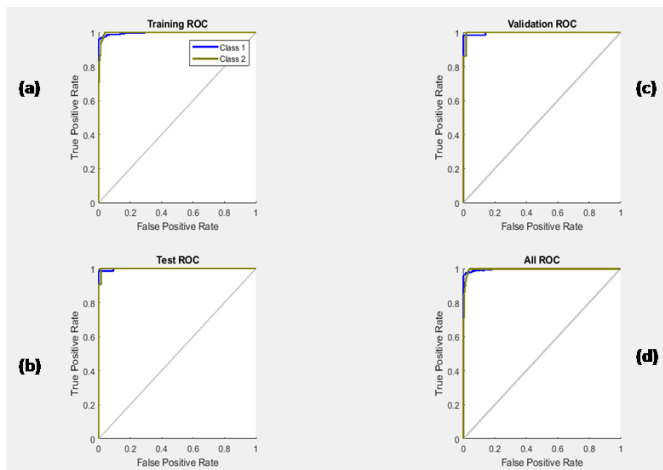 (a)
Training ROC
True Positive Rate
1
0.8
0.6
0.4
0.2
0
Class 1
Class 2
0 0.2 0.4 0.6 0.8 1
False Positive Rate
Validation ROC
(c)
True Positive Rate
1
0.8
0.6
0.4
0.2
0
0 0.2 0.4 0.6 0.8 1
False Positive Rate
(b)
Test ROC
True Positive Rate
1
0.8
0.6
0.4
0.2
0
0 0.2 0.4 0.6 0.8 1
False Positive Rate
All ROC
(d)
True Positive Rate
1
0.8
0.6
0.4
0.2
0
0 0.2 0.4 0.6 0.8 1
False Positive Rate